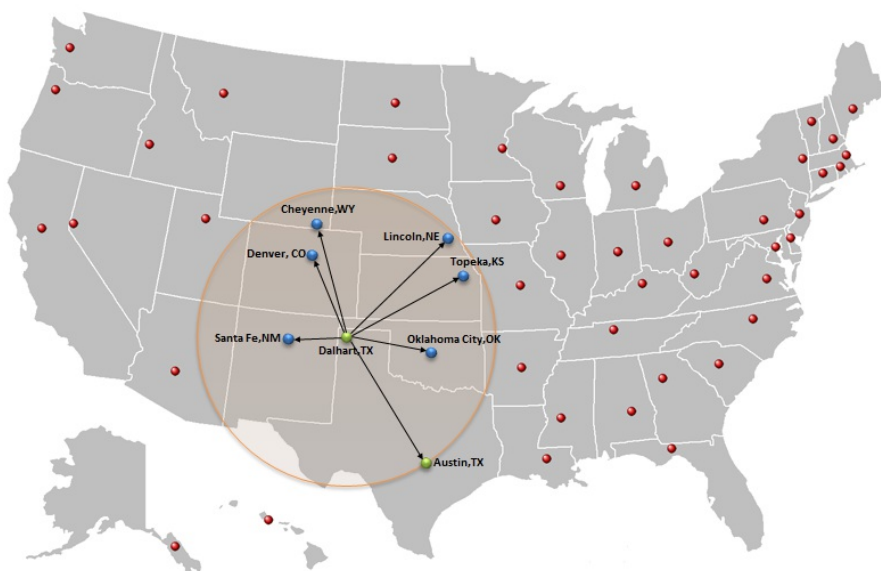 Cheyenne,WY
Lincoln,NE
Denver, CO
Topeka,KS
Santa Fe,NM
Oklahoma City,OK
Dalhart,TX
Austin,TX